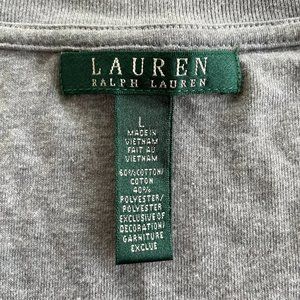 LAUREN
RALPH LAUREN
L
MADE IN
VIETNAM
FAIT AU
VIETNAM
60%COTTON/
COTON
40%
POLYESTER/
POLYESTER
EXCLUSIVE OF
DECORATION/
GARNITURE
EXCLUE